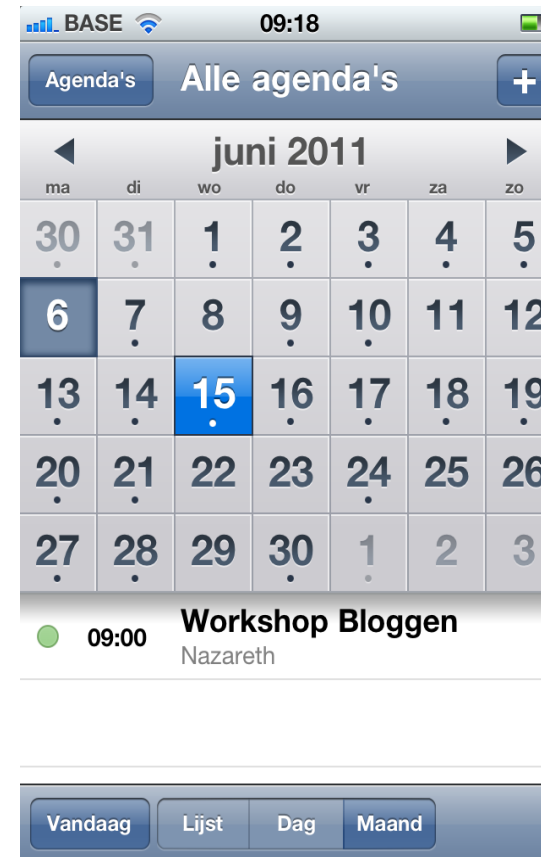 BASE 09:18
Agenda's Alle agenda's +
juni 2011
ma di wo do vr za zo
30 31 1 2 3 4 5
6 7 8 9 10 11 12
13 14 15 16 17 18 19
20 21 22 23 24 25 26
27 28 29 30 1 2 3
09:00 Workshop Bloggen
Nazareth
Vandaag Lijst Dag Maand